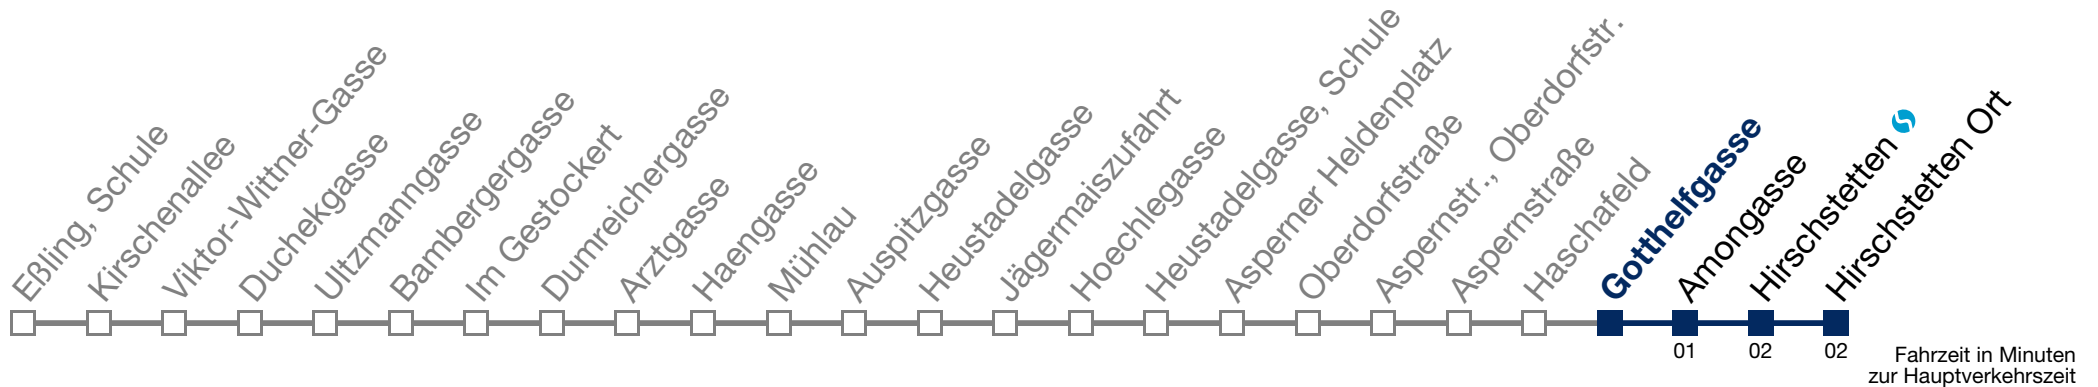 Eßling, Schule
Kirschenallee
Viktor-Wittner-Gasse
Duchekgasse
Ultzmanngasse
Bambergergasse
Im Gestockert
Dumreichergasse
Arztgasse
Haengasse
Mühlau
Auspitzgasse
Heustadelgasse
Jägermaiszufahrt
Hoechlegasse
Heustadelgasse, Schule
Asperner Heldenplatz
Oberdorfstraße
Aspernstr., Oberdorfstr.
Aspernstraße
Haschafeld
Gotthelfgasse
Amongasse
Hirschstetten
Hirschstetten Ort
01 02 02
Fahrzeit in Minuten
zur Hauptverkehrszeit